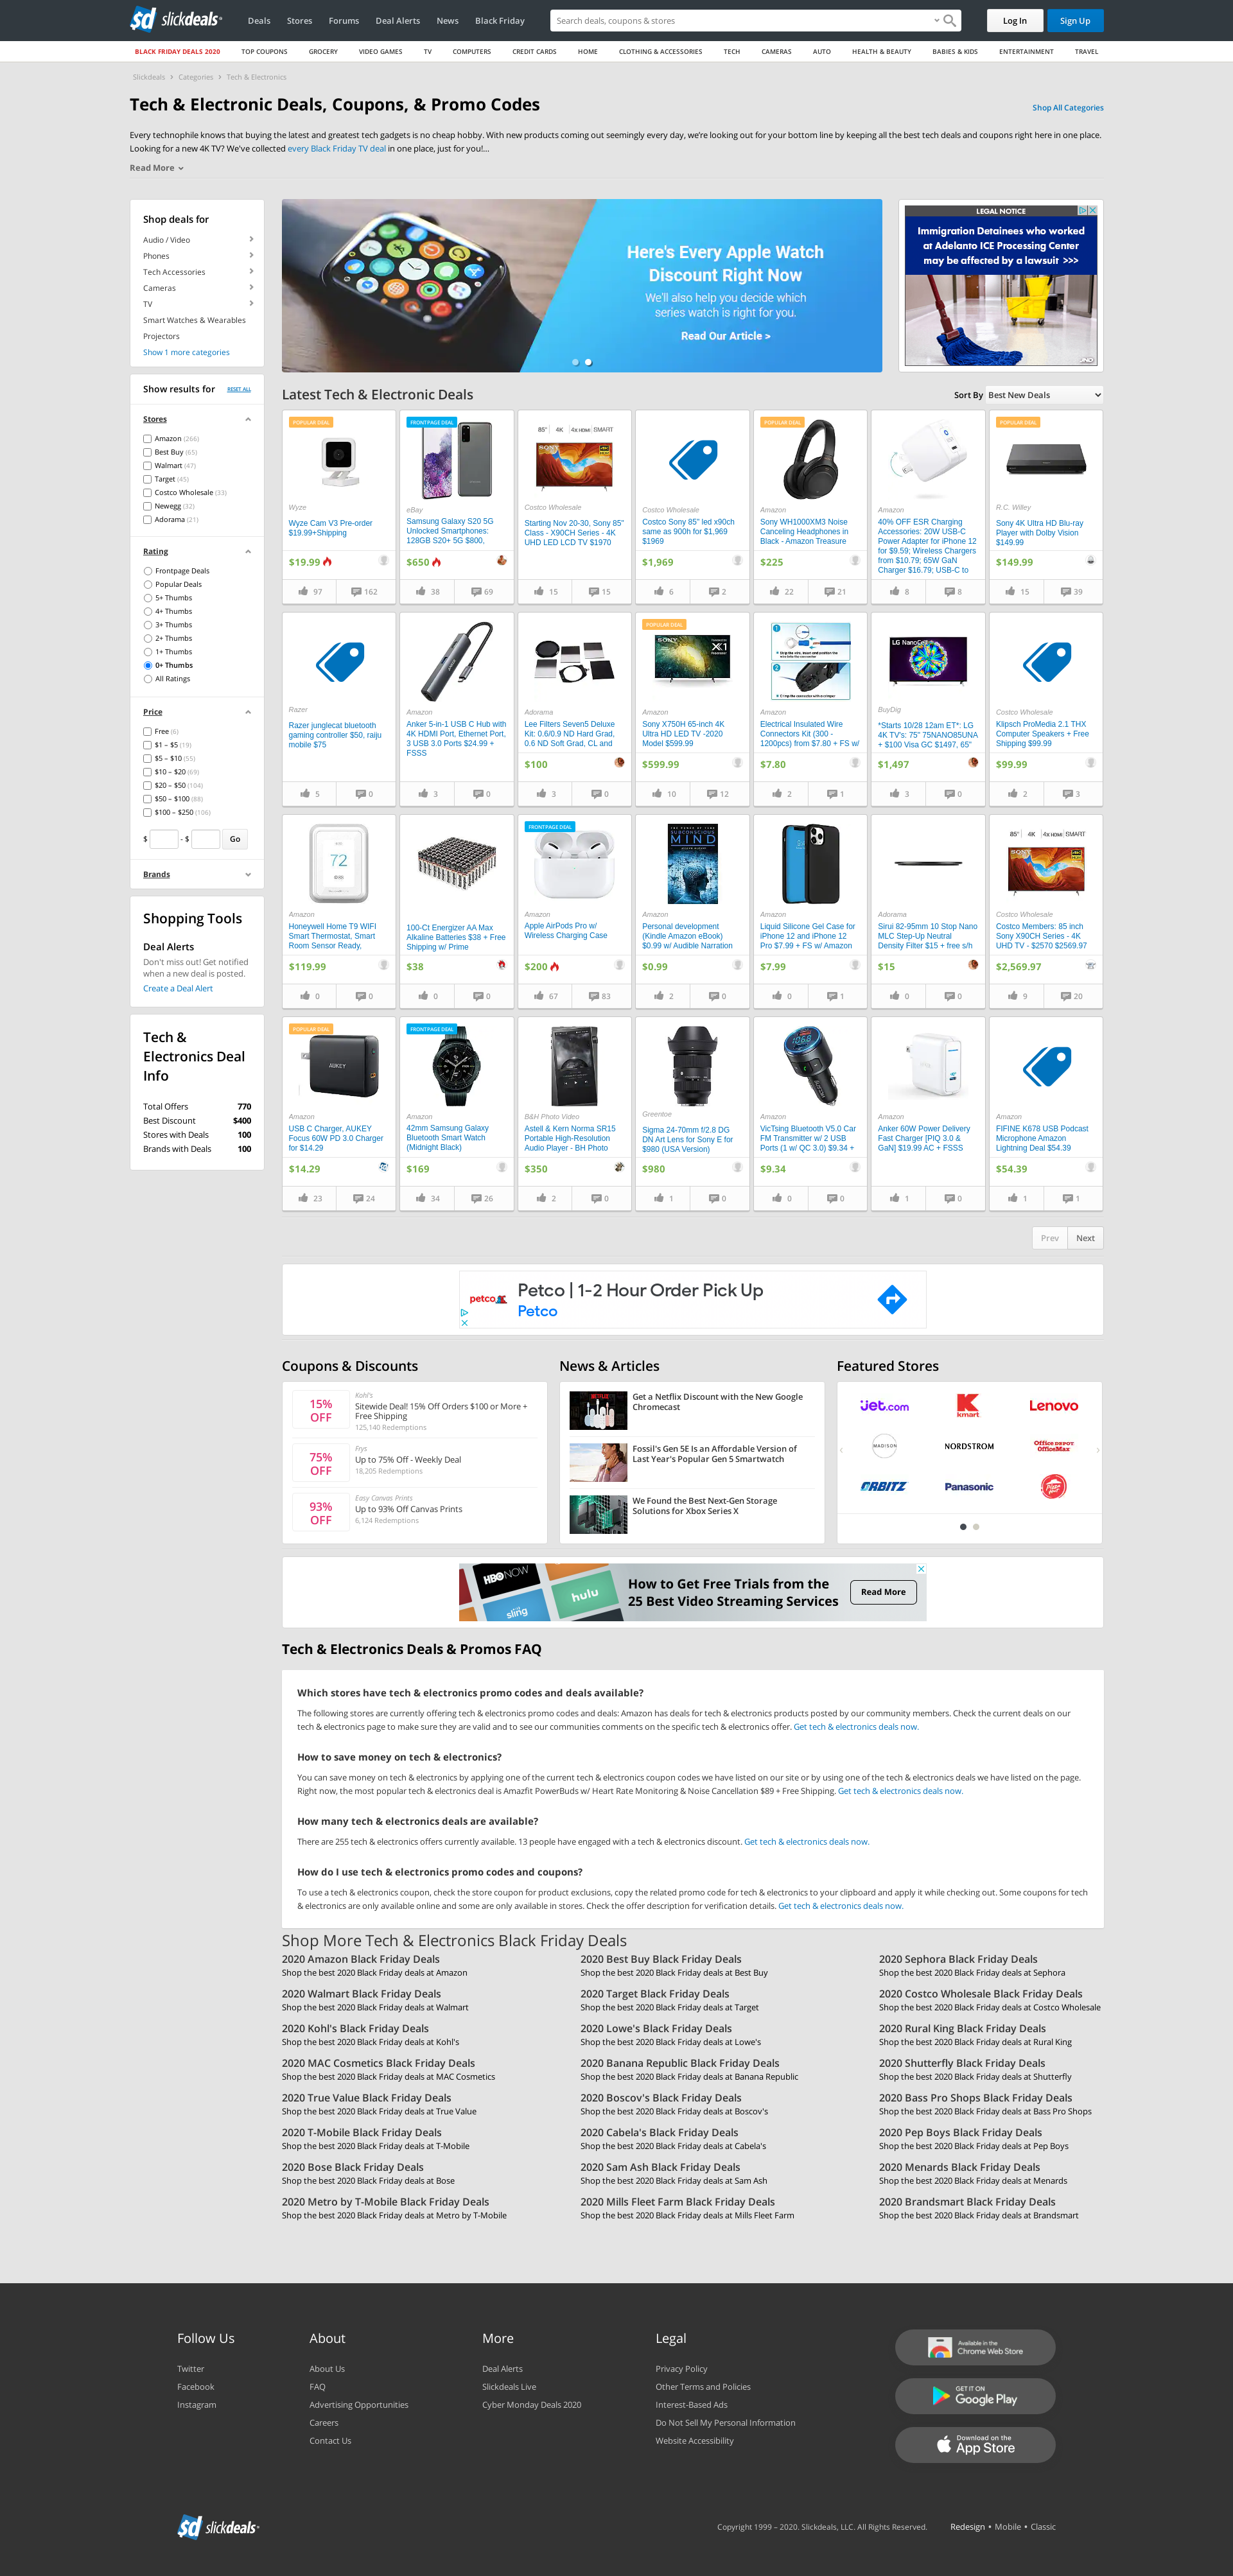 slickdeals
Deals Stores Forums Deal Alerts News Black Friday
Search deals, coupons & stores
Log In
Sign Up
BLACK FRIDAY DEALS 2020 TOP COUPONS GROCERY VIDEO GAMES TV COMPUTERS CREDIT CARDS HOME CLOTHING & ACCESSORIES TECH CAMERAS AUTO HEALTH & BEAUTY BABIES & KIDS ENTERTAINMENT TRAVEL
Slickdeals > Categories > Tech & Electronics
Tech & Electronic Deals, Coupons, & Promo Codes
Shop All Categories
Every technophile knows that buying the latest and greatest tech gadgets is no cheap hobby. With new products coming out seemingly every day, we're looking out for your bottom line by keeping all the best tech deals and coupons right here in one place.
Looking for a new 4K TV? We've collected every Black Friday TV deal in one place, just for you!...
Read More
Shop deals for
Audio / Video
Phones
Tech Accessories
Cameras
TV
Smart Watches & Wearables
Projectors
Show 1 more categories
Show results for RESET ALL
Stores
Amazon (266)
Best Buy (65)
Walmart (47)
Target (45)
Costco Wholesale (33)
Newegg (32)
Adorama (21)
Rating
Frontpage Deals
Popular Deals
5+ Thumbs
4+ Thumbs
3+ Thumbs
2+ Thumbs
1+ Thumbs
0+ Thumbs
All Ratings
Price
Free (6)
$1 – $5 (19)
$5 – $10 (55)
$10 – $20 (69)
$20 – $50 (104)
$50 – $100 (88)
$100 – $250 (106)
$ - $ Go
Brands
Shopping Tools
Deal Alerts
Don't miss out! Get notified
when a new deal is posted.
Create a Deal Alert
Tech &
Electronics Deal
Info
Total Offers 770
Best Discount $400
Stores with Deals 100
Brands with Deals 100
Here's Every Apple Watch
Discount Right Now
We'll also help you decide which
series watch is right for you.
Read Our Article >
LEGAL NOTICE
Immigration Detainees who worked
at Adelanto ICE Processing Center
may be affected by a lawsuit >>>
Latest Tech & Electronic Deals
Sort By Best New Deals
POPULAR DEAL
Wyze
Wyze Cam V3 Pre-order
$19.99+Shipping
$19.99
97 162
FRONTPAGE DEAL
eBay
Samsung Galaxy S20 5G
Unlocked Smartphones:
128GB S20+ 5G $800,
$650
38 69
85" 4K 4K HDMI SMART
SONY
Costco Wholesale
Starting Nov 20-30, Sony 85"
Class - X90CH Series - 4K
UHD LED LCD TV $1970
15 15
Costco Wholesale
Costco Sony 85" led x90ch
same as 900h for $1,969
$1969
$1,969
6 2
POPULAR DEAL
Amazon
Sony WH1000XM3 Noise
Canceling Headphones in
Black - Amazon Treasure
$225
22 21
Amazon
40% OFF ESR Charging
Accessories: 20W USB-C
Power Adapter for iPhone 12
for $9.59; Wireless Chargers
from $10.79; 65W GaN
Charger $16.79; USB-C to
8 8
POPULAR DEAL
R.C. Willey
Sony 4K Ultra HD Blu-ray
Player with Dolby Vision
$149.99
$149.99
15 39
Razer
Razer junglecat bluetooth
gaming controller $50, raiju
mobile $75
5 0
Amazon
Anker 5-in-1 USB C Hub with
4K HDMI Port, Ethernet Port,
3 USB 3.0 Ports $24.99 +
FSSS
3 0
Adorama
Lee Filters Seven5 Deluxe
Kit: 0.6/0.9 ND Hard Grad,
0.6 ND Soft Grad, CL and
$100
3 0
POPULAR DEAL
SONY
X1
Amazon
Sony X750H 65-inch 4K
Ultra HD LED TV -2020
Model $599.99
$599.99
10 12
Amazon
Electrical Insulated Wire
Connectors Kit (300 -
1200pcs) from $7.80 + FS w/
$7.80
2 1
LG NanoCell
BuyDig
*Starts 10/28 12am ET*: LG
4K TV's: 75" 75NANO85UNA
+ $100 Visa GC $1497, 65"
$1,497
3 0
Costco Wholesale
Klipsch ProMedia 2.1 THX
Computer Speakers + Free
Shipping $99.99
$99.99
2 3
72
Amazon
Honeywell Home T9 WIFI
Smart Thermostat, Smart
Room Sensor Ready,
$119.99
0 0
100-Ct Energizer AA Max
Alkaline Batteries $38 + Free
Shipping w/ Prime
$38
0 0
FRONTPAGE DEAL
Amazon
Apple AirPods Pro w/
Wireless Charging Case
$200
67 83
THE POWER OF YOUR
SUBCONSCIOUS
MIND
Amazon
Personal development
(Kindle Amazon eBook)
$0.99 w/ Audible Narration
$0.99
2 0
Amazon
Liquid Silicone Gel Case for
iPhone 12 and iPhone 12
Pro $7.99 + FS w/ Amazon
$7.99
0 1
Adorama
Sirui 82-95mm 10 Stop Nano
MLC Step-Up Neutral
Density Filter $15 + free s/h
$15
0 0
85" 4K 4K HDMI SMART
SONY
Costco Wholesale
Costco Members: 85 inch
Sony X90CH Series - 4K
UHD TV - $2570 $2569.97
$2,569.97
9 20
POPULAR DEAL
AUKEY
Amazon
USB C Charger, AUKEY
Focus 60W PD 3.0 Charger
for $14.29
$14.29
23 24
FRONTPAGE DEAL
Amazon
42mm Samsung Galaxy
Bluetooth Smart Watch
(Midnight Black)
$169
34 26
B&H Photo Video
Astell & Kern Norma SR15
Portable High-Resolution
Audio Player - BH Photo
$350
2 0
Greentoe
Sigma 24-70mm f/2.8 DG
DN Art Lens for Sony E for
$980 (USA Version)
$980
1 0
Amazon
VicTsing Bluetooth V5.0 Car
FM Transmitter w/ 2 USB
Ports (1 w/ QC 3.0) $9.34 +
$9.34
0 0
Amazon
Anker 60W Power Delivery
Fast Charger [PIQ 3.0 &
GaN] $19.99 AC + FSSS
1 0
Amazon
FIFINE K678 USB Podcast
Microphone Amazon
Lightning Deal $54.39
$54.39
1 1
Prev Next
petco
Petco | 1-2 Hour Order Pick Up
Petco
Coupons & Discounts
15% OFF
Kohl's
Sitewide Deal! 15% Off Orders $100 or More +
Free Shipping
125,140 Redemptions
75% OFF
Frys
Up to 75% Off - Weekly Deal
18,205 Redemptions
93% OFF
Easy Canvas Prints
Up to 93% Off Canvas Prints
6,124 Redemptions
News & Articles
NETFLIX
Get a Netflix Discount with the New Google
Chromecast
Fossil's Gen 5E Is an Affordable Version of
Last Year's Popular Gen 5 Smartwatch
We Found the Best Next-Gen Storage
Solutions for Xbox Series X
Featured Stores
Jet.com
kmart
Lenovo
MADISON
NORDSTROM
Office DEPOT
OfficeMax
ORBITZ
Panasonic
Pizza Hut
HBO NOW
hulu
sling
How to Get Free Trials from the
25 Best Video Streaming Services
Read More
Tech & Electronics Deals & Promos FAQ
Which stores have tech & electronics promo codes and deals available?
The following stores are currently offering tech & electronics promo codes and deals: Amazon has deals for tech & electronics products posted by our community members. Check the current deals on our
tech & electronics page to make sure they are valid and to see our communities comments on the specific tech & electronics offer. Get tech & electronics deals now.
How to save money on tech & electronics?
You can save money on tech & electronics by applying one of the current tech & electronics coupon codes we have listed on our site or by using one of the tech & electronics deals we have listed on the page.
Right now, the most popular tech & electronics deal is Amazfit PowerBuds w/ Heart Rate Monitoring & Noise Cancellation $89 + Free Shipping. Get tech & electronics deals now.
How many tech & electronics deals are available?
There are 255 tech & electronics offers currently available. 13 people have engaged with a tech & electronics discount. Get tech & electronics deals now.
How do I use tech & electronics promo codes and coupons?
To use a tech & electronics coupon, check the store coupon for product exclusions, copy the related promo code for tech & electronics to your clipboard and apply it while checking out. Some coupons for tech
& electronics are only available online and some are only available in stores. Check the offer description for verification details. Get tech & electronics deals now.
Shop More Tech & Electronics Black Friday Deals
2020 Amazon Black Friday Deals
Shop the best 2020 Black Friday deals at Amazon
2020 Best Buy Black Friday Deals
Shop the best 2020 Black Friday deals at Best Buy
2020 Sephora Black Friday Deals
Shop the best 2020 Black Friday deals at Sephora
2020 Walmart Black Friday Deals
Shop the best 2020 Black Friday deals at Walmart
2020 Target Black Friday Deals
Shop the best 2020 Black Friday deals at Target
2020 Costco Wholesale Black Friday Deals
Shop the best 2020 Black Friday deals at Costco Wholesale
2020 Kohl's Black Friday Deals
Shop the best 2020 Black Friday deals at Kohl's
2020 Lowe's Black Friday Deals
Shop the best 2020 Black Friday deals at Lowe's
2020 Rural King Black Friday Deals
Shop the best 2020 Black Friday deals at Rural King
2020 MAC Cosmetics Black Friday Deals
Shop the best 2020 Black Friday deals at MAC Cosmetics
2020 Banana Republic Black Friday Deals
Shop the best 2020 Black Friday deals at Banana Republic
2020 Shutterfly Black Friday Deals
Shop the best 2020 Black Friday deals at Shutterfly
2020 True Value Black Friday Deals
Shop the best 2020 Black Friday deals at True Value
2020 Boscov's Black Friday Deals
Shop the best 2020 Black Friday deals at Boscov's
2020 Bass Pro Shops Black Friday Deals
Shop the best 2020 Black Friday deals at Bass Pro Shops
2020 T-Mobile Black Friday Deals
Shop the best 2020 Black Friday deals at T-Mobile
2020 Cabela's Black Friday Deals
Shop the best 2020 Black Friday deals at Cabela's
2020 Pep Boys Black Friday Deals
Shop the best 2020 Black Friday deals at Pep Boys
2020 Bose Black Friday Deals
Shop the best 2020 Black Friday deals at Bose
2020 Sam Ash Black Friday Deals
Shop the best 2020 Black Friday deals at Sam Ash
2020 Menards Black Friday Deals
Shop the best 2020 Black Friday deals at Menards
2020 Metro by T-Mobile Black Friday Deals
Shop the best 2020 Black Friday deals at Metro by T-Mobile
2020 Mills Fleet Farm Black Friday Deals
Shop the best 2020 Black Friday deals at Mills Fleet Farm
2020 Brandsmart Black Friday Deals
Shop the best 2020 Black Friday deals at Brandsmart
Follow Us
Twitter
Facebook
Instagram
About
About Us
FAQ
Advertising Opportunities
Careers
Contact Us
More
Deal Alerts
Slickdeals Live
Cyber Monday Deals 2020
Legal
Privacy Policy
Other Terms and Policies
Interest-Based Ads
Do Not Sell My Personal Information
Website Accessibility
Available in the
Chrome Web Store
GET IT ON
Google Play
Download on the
App Store
slickdeals
Copyright 1999 – 2020. Slickdeals, LLC. All Rights Reserved.
Redesign • Mobile • Classic